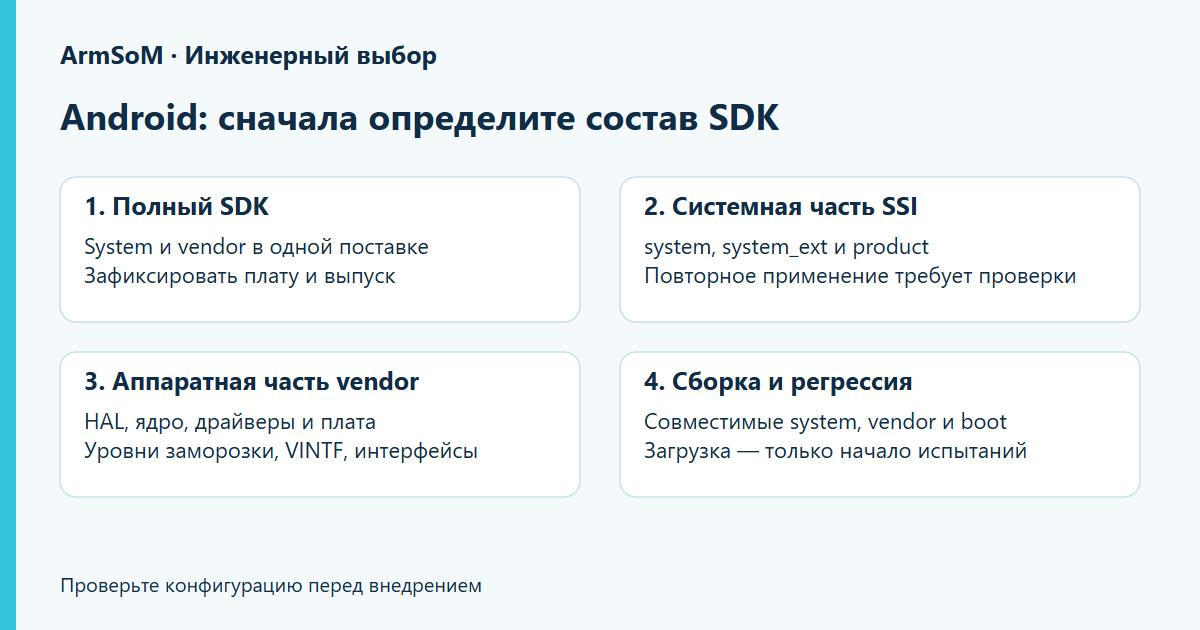 ArmSoM · Инженерный выбор
Android: сначала определите состав SDK
1. Полный SDK
System и vendor в одной поставке
Зафиксировать плату и выпуск
2. Системная часть SSI
system, system_ext и product
Повторное применение требует проверки
3. Аппаратная часть vendor
HAL, ядро, драйверы и плата
Уровни заморозки, VINTF, интерфейсы
4. Сборка и регрессия
Совместимые system, vendor и boot
Загрузка — только начало испытаний
Проверьте конфигурацию перед внедрением